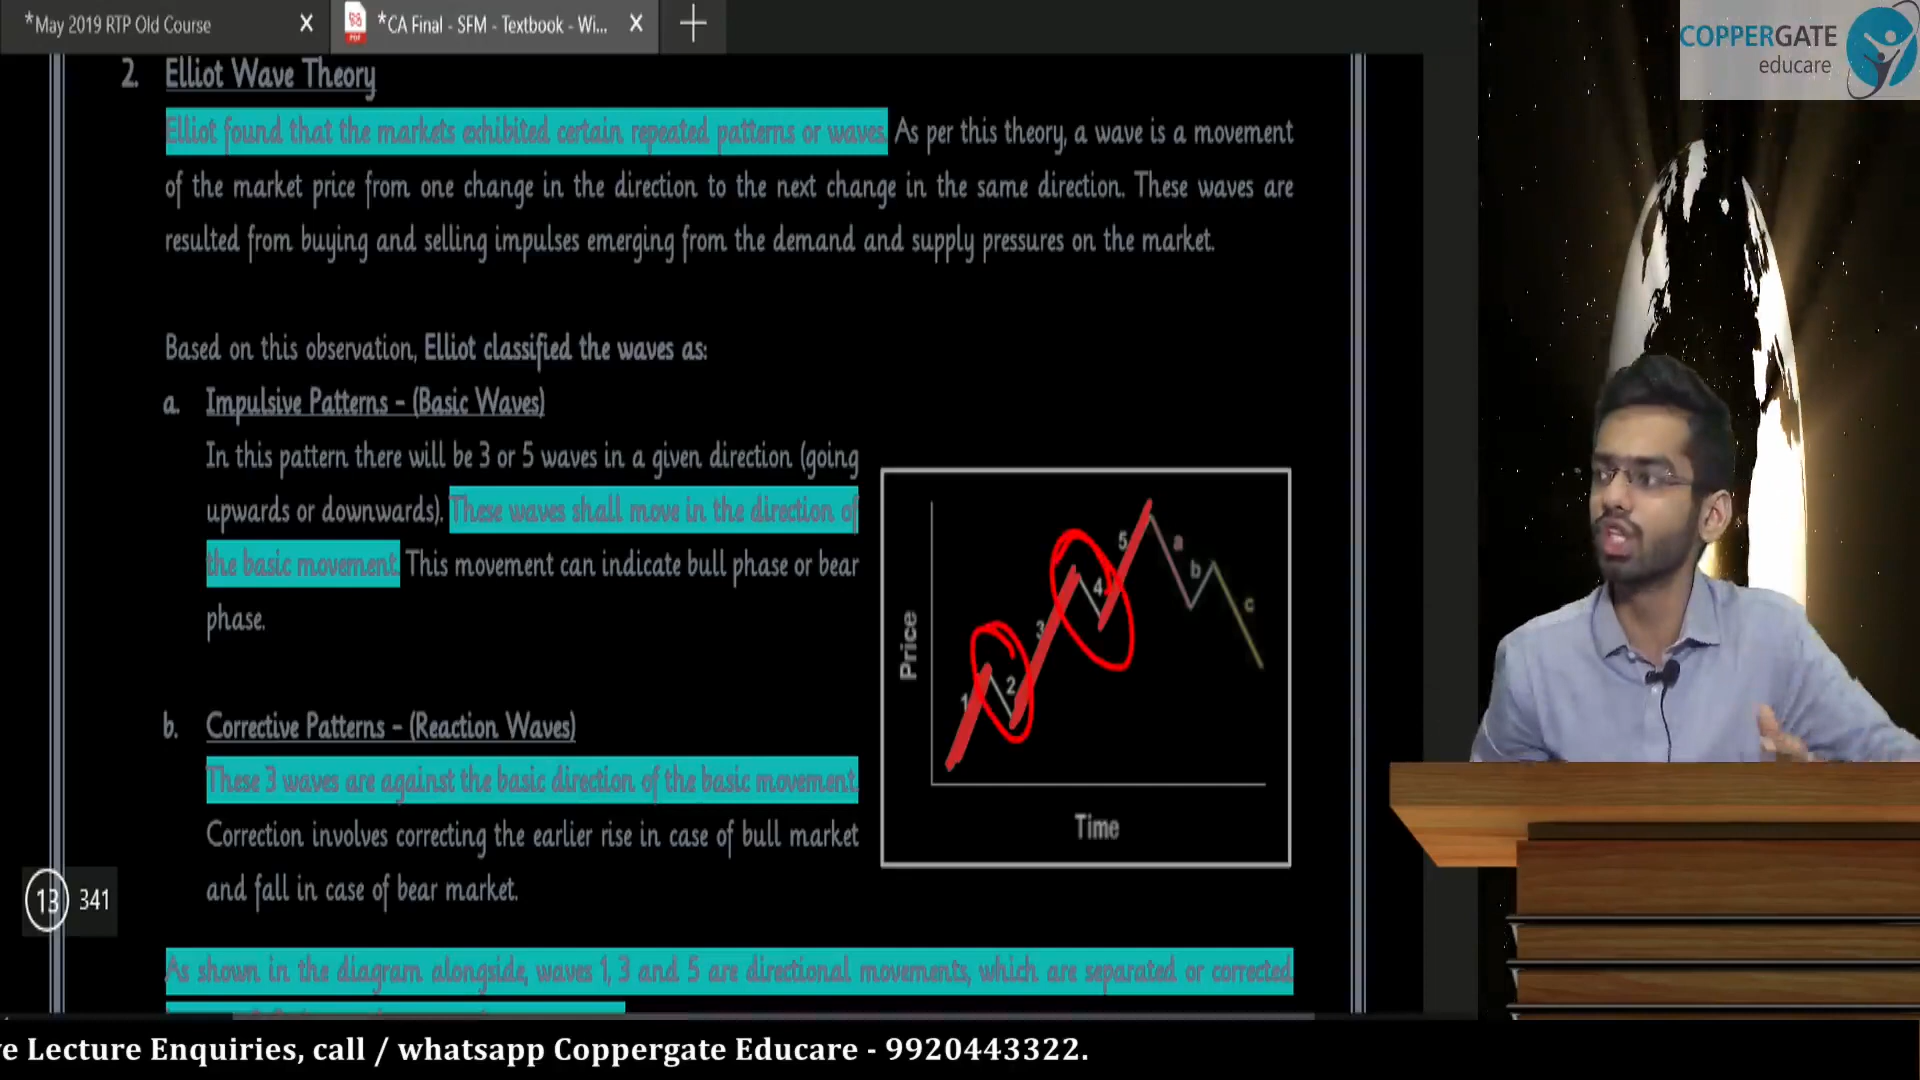 *May 2019 RTP Old Course
*CA Final - SFM - Textbook - Wi...
COPPERGATE
educare
2. Elliot Wave Theory
Elliot found that the markets exhibited certain repeated patterns or waves. As per this theory, a wave is a movement
of the market price from one change in the direction to the next change in the same direction. These waves are
resulted from buying and selling impulses emerging from the demand and supply pressures on the market.
Based on this observation, Elliot classified the waves as:
a. Impulsive Patterns - (Basic Waves)
In this pattern there will be 3 or 5 waves in a given direction (going
upwards or downwards). These waves shall move in the direction of
the basic movement. This movement can indicate bull phase or bear
phase.
b. Corrective Patterns - (Reaction Waves)
These 3 waves are against the basic direction of the basic movement.
Correction involves correcting the earlier rise in case of bull market
and fall in case of bear market.
Price
1
2
3
4
5
a
b
c
Time
13 341
As shown in the diagram alongside, waves 1, 3 and 5 are directional movements, which are separated or corrected
e Lecture Enquiries, call / whatsapp Coppergate Educare - 9920443322.